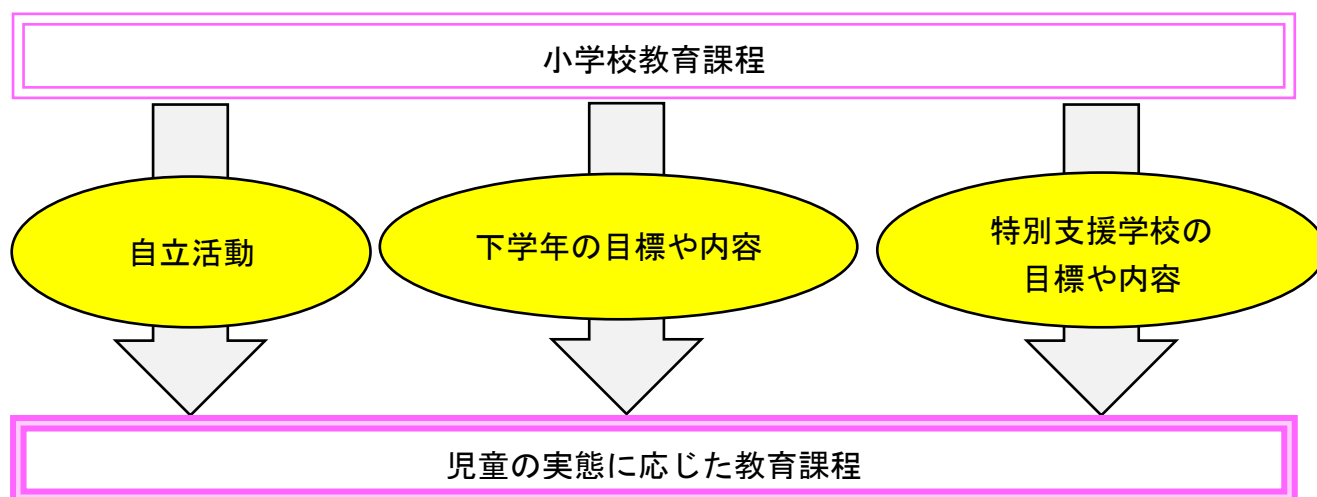 小学校教育課程
自立活動
下学年の目標や内容
特別支援学校の
目標や内容
児童の実態に応じた教育課程